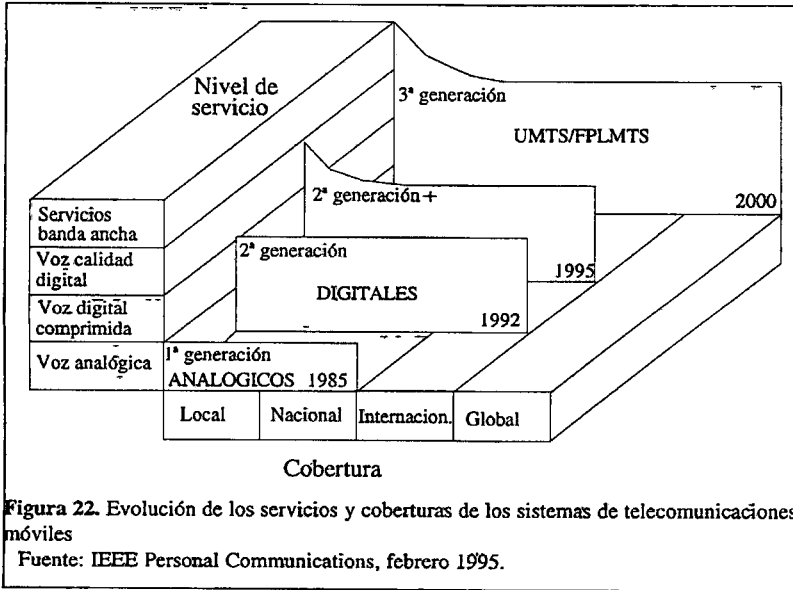 Nivel de
servicio
3ª generación
UMTS/FPLMTS
2000
2ª generación+
1995
2ª generación
DIGITALES
1992
1ª generación
ANALOGICOS 1985
Servicios
banda ancha
Voz calidad
digital
Voz digital
comprimida
Voz analógica
Local
Nacional
Internacion.
Global
Cobertura
Figura 22. Evolución de los servicios y coberturas de los sistemas de telecomunicaciones
móviles
Fuente: IEEE Personal Communications, febrero 1995.